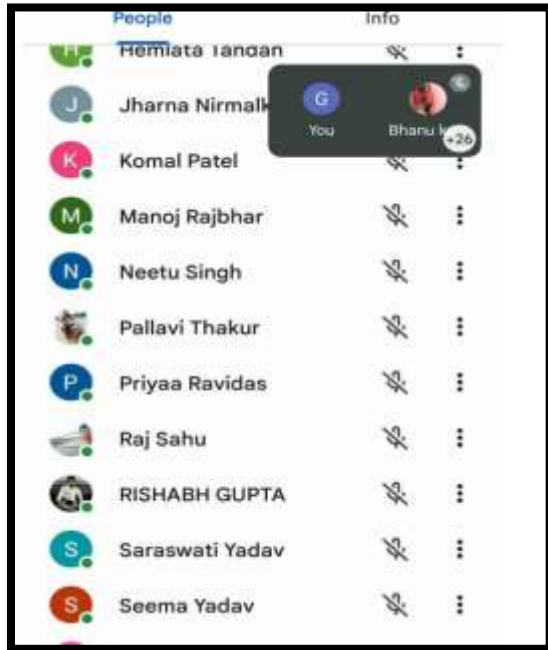 People Info
H Hemlata Tandan
J Jharna Nirmalk
G
You Bhanu k +26
K Komal Patel
M Manoj Rajbhar
N Neetu Singh
Pallavi Thakur
P Priyaa Ravidas
Raj Sahu
RISHABH GUPTA
S Saraswati Yadav
S Seema Yadav